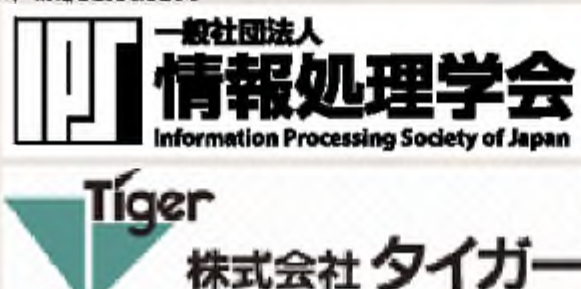 一般社団法人
IPS
情報処理学会
Information Processing Society of Japan
Tiger
株式会社 タイガー